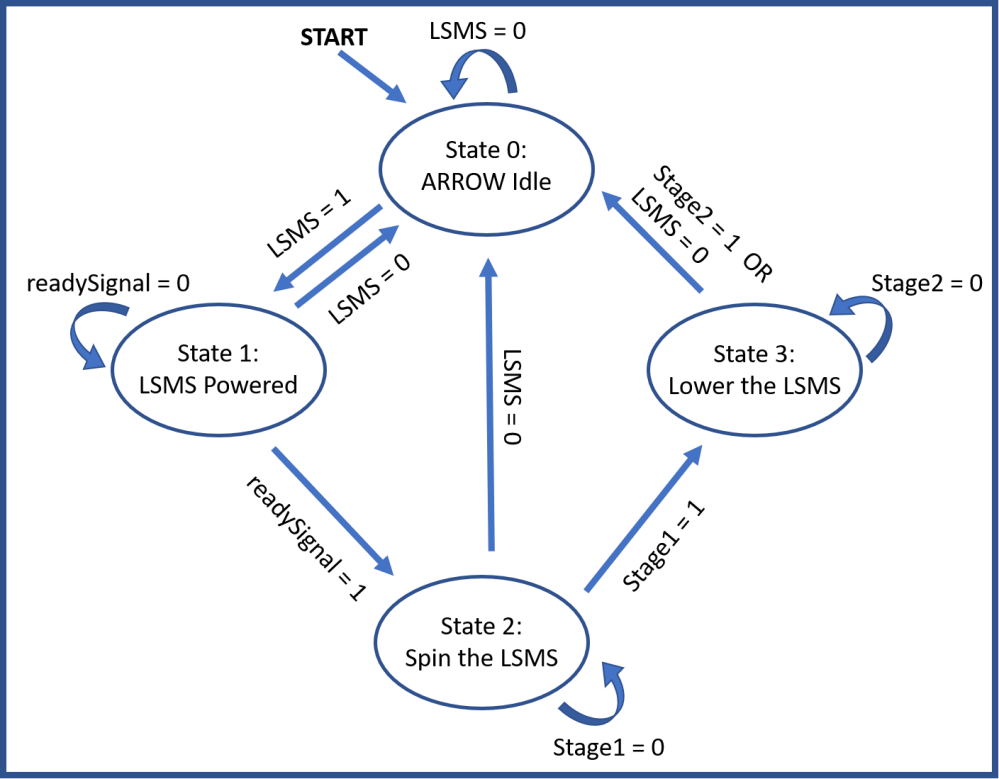 START
LSMS = 0
State 0:
ARROW Idle
LSMS = 1
LSMS = 0
Stage2 = 1 OR
LSMS = 0
readySignal = 0
Stage2 = 0
State 1:
LSMS Powered
LSMS = 0
State 3:
Lower the LSMS
readySignal = 1
Stage1 = 1
State 2:
Spin the LSMS
Stage1 = 0